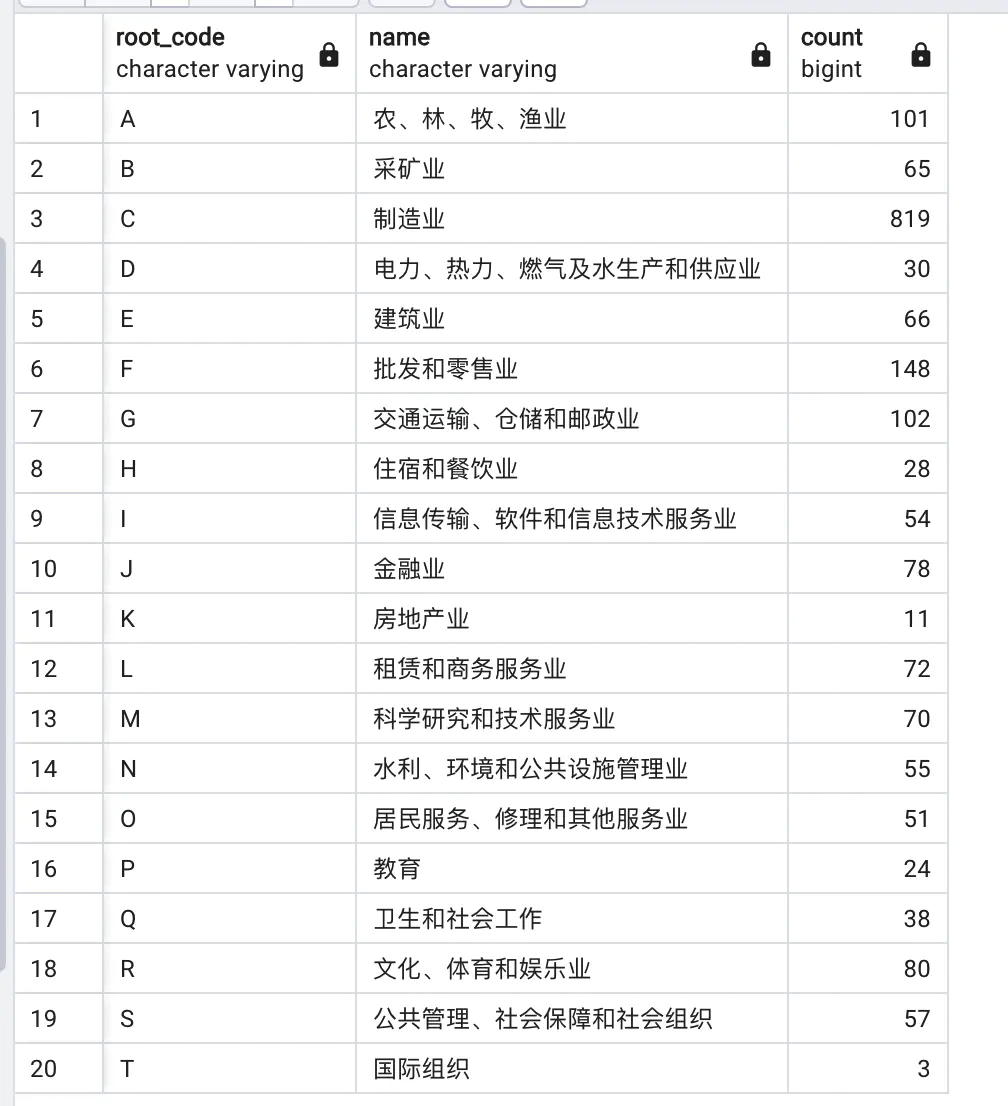 root_code name count
character varying character varying bigint
1 A 农、林、牧、渔业 101
2 B 采矿业 65
3 C 制造业 819
4 D 电力、热力、燃气及水生产和供应业 30
5 E 建筑业 66
6 F 批发和零售业 148
7 G 交通运输、仓储和邮政业 102
8 H 住宿和餐饮业 28
9 I 信息传输、软件和信息技术服务业 54
10 J 金融业 78
11 K 房地产业 11
12 L 租赁和商务服务业 72
13 M 科学研究和技术服务业 70
14 N 水利、环境和公共设施管理业 55
15 O 居民服务、修理和其他服务业 51
16 P 教育 24
17 Q 卫生和社会工作 38
18 R 文化、体育和娱乐业 80
19 S 公共管理、社会保障和社会组织 57
20 T 国际组织 3